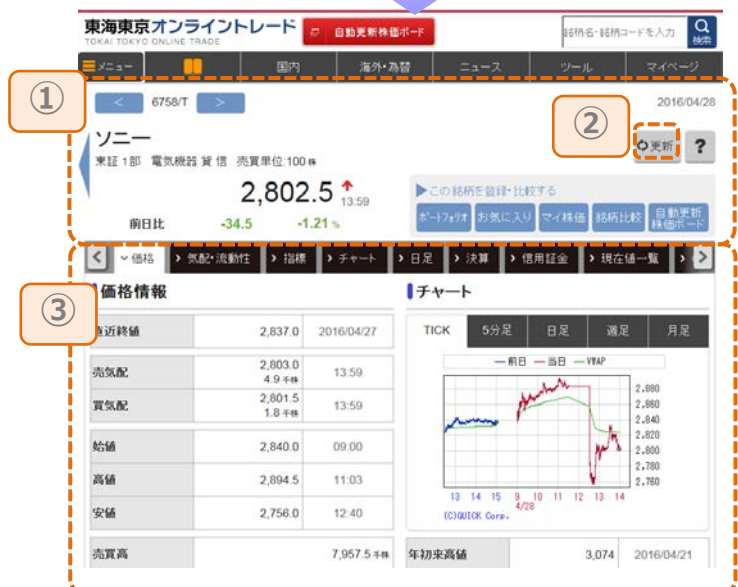 東海東京オンライントレード
TOKAI TOKYO ONLINE TRADE
自動更新株価ボード
銘柄名・銘柄コードを入力
検索
メニュー 国内 海外・為替 ニュース ツール マイページ
①
< 6758/T >
2016/04/28
②
ソニー
更新 ?
東証1部 電気機器 貸信 売買単位:100株
2,802.5 13:59
前日比 -34.5 -1.21%
この銘柄を登録・比較する
ポートフォリオ お気に入り マイ株価 銘柄比較 自動更新株価ボード
価格 気配・流動性 指標 チャート 日足 決算 信用証金 現在値一覧
③
価格情報
直近終値 2,837.0 2016/04/27
売気配 2,803.0 13:59
4.9 千株
買気配 2,801.5 13:59
1.8 千株
始値 2,840.0 09:00
高値 2,894.5 11:03
安値 2,756.0 12:40
売買高 7,957.5 千株
チャート
TICK 5分足 日足 週足 月足
前日 当日 VWAP
2,880
2,860
2,840
2,820
2,800
2,780
2,760
13 14 15 9 10 11 12 13 14
4/28
(C)QUICK Corp.
年初来高値 3,074 2016/04/21